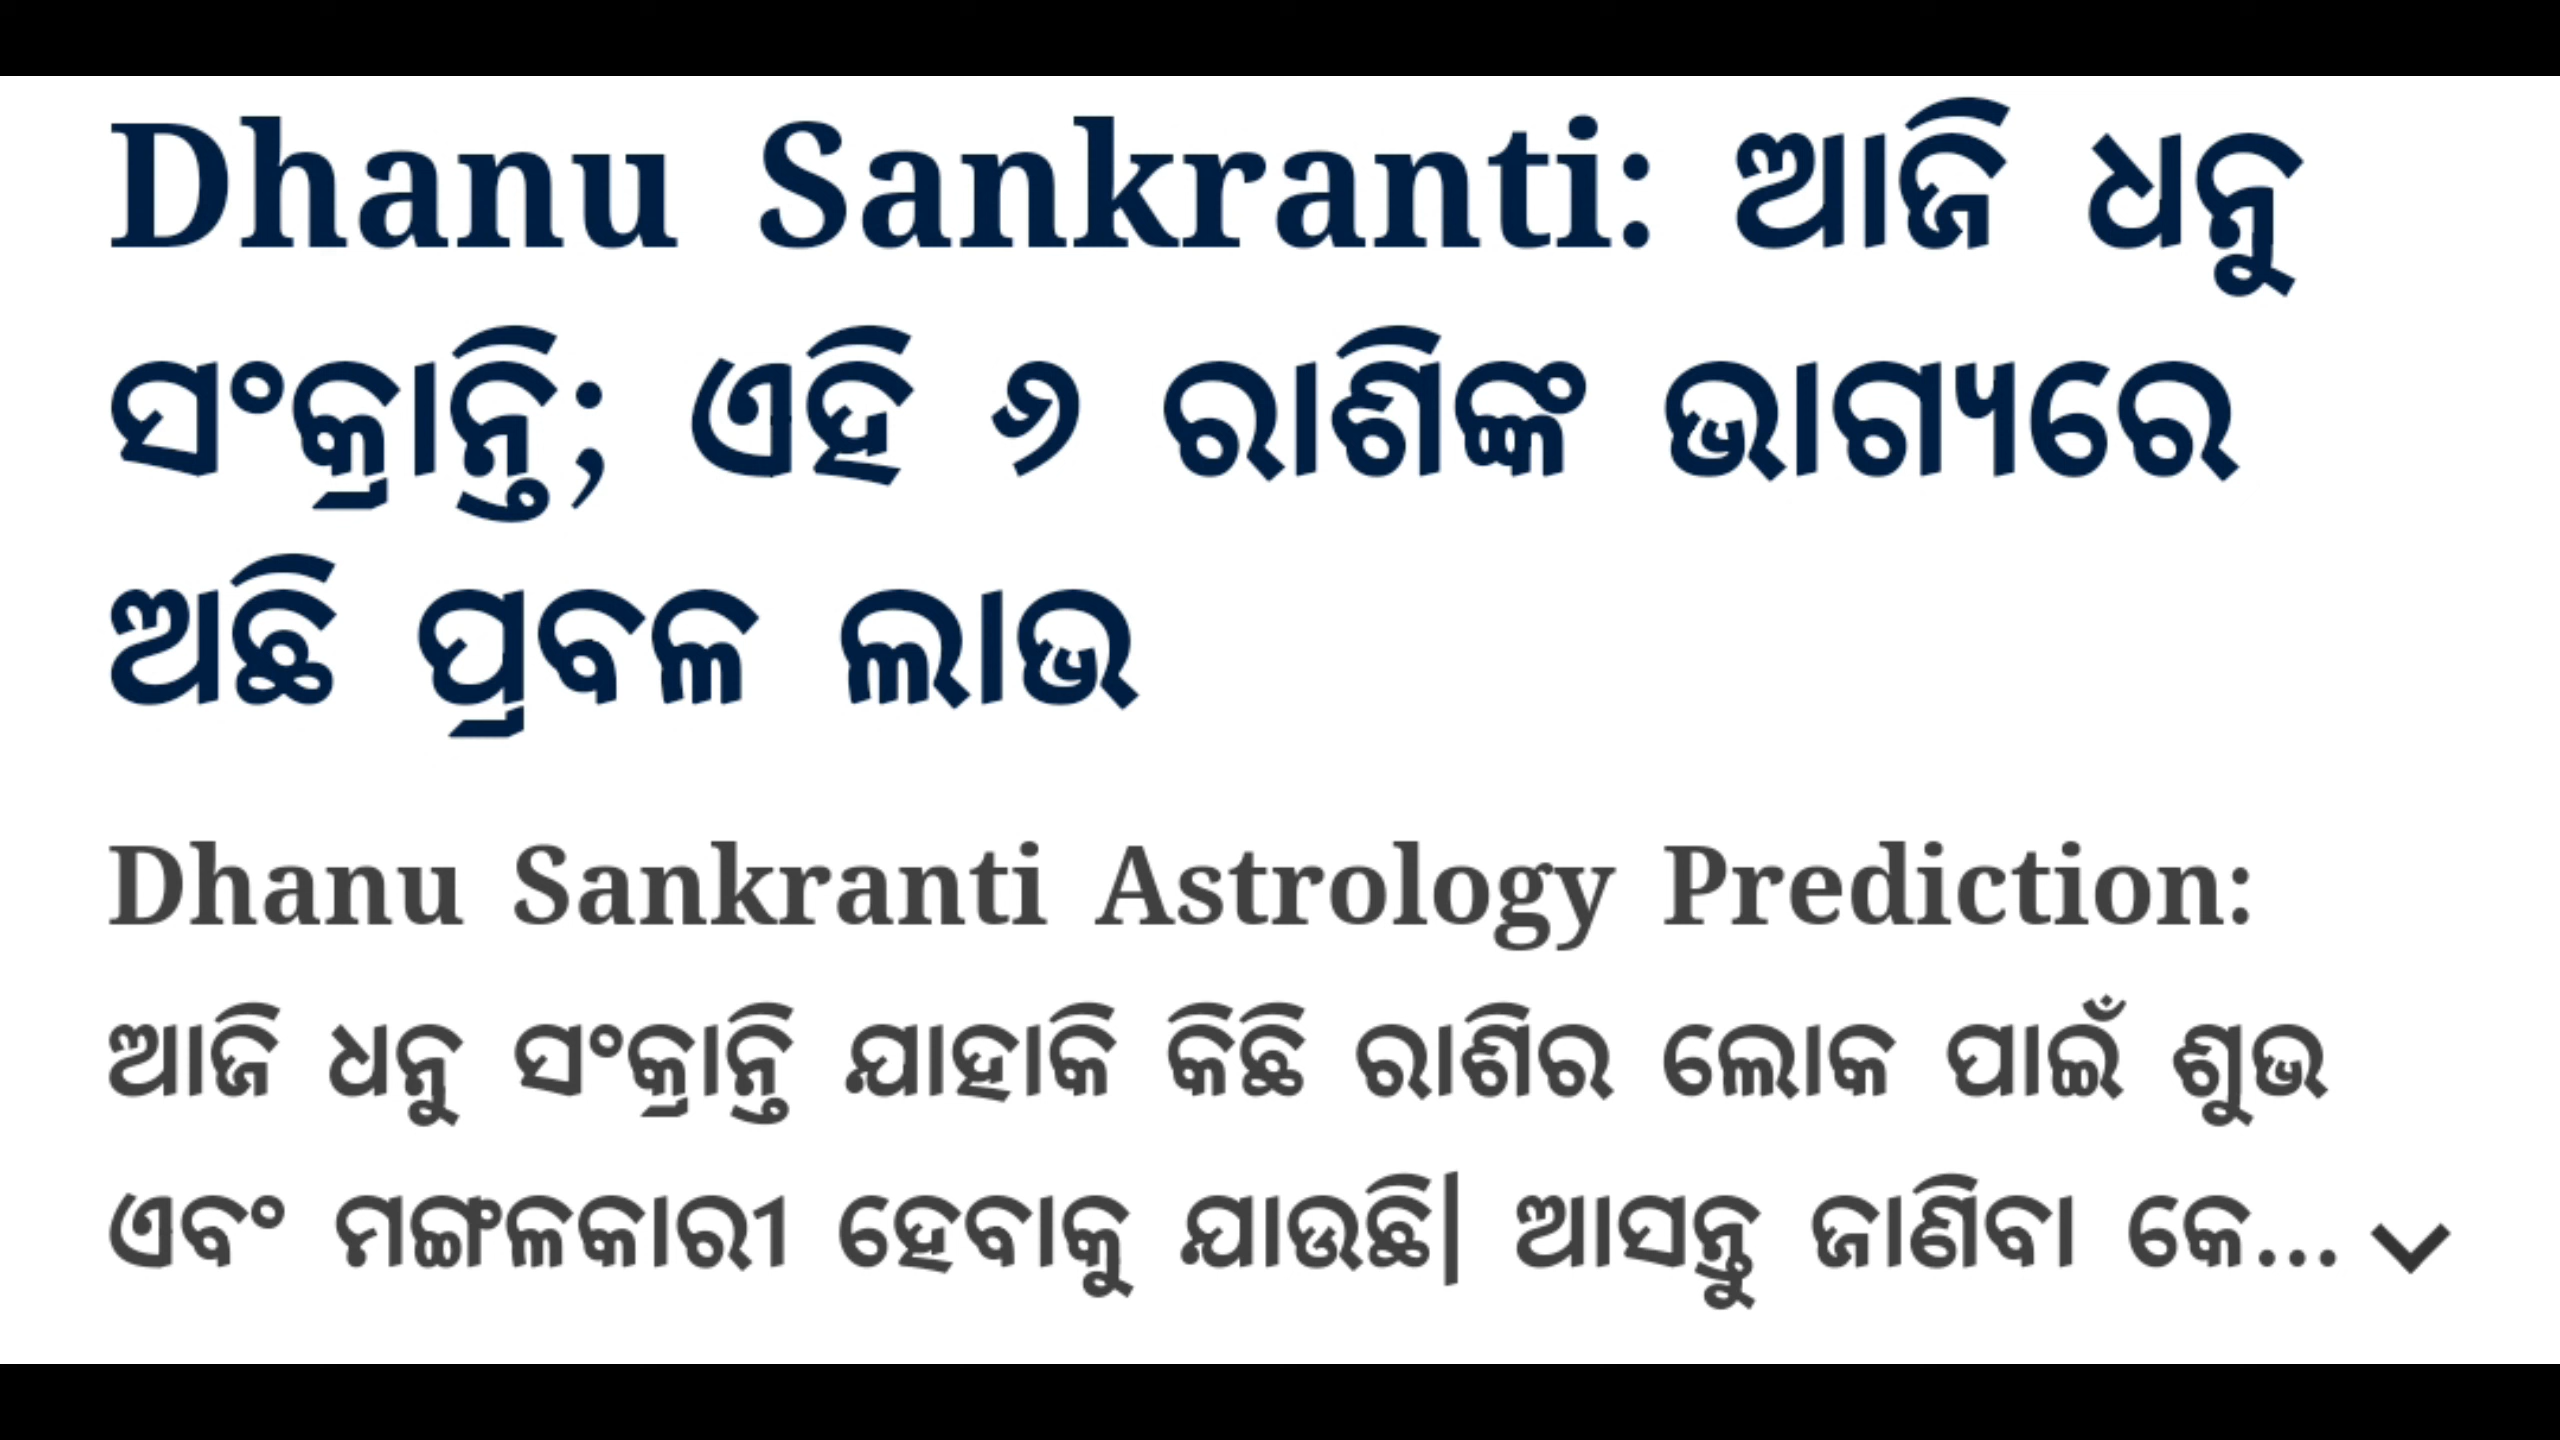 Dhanu Sankranti: ଆଜି ଧନୁ
ସଂକ୍ରାନ୍ତି; ଏହି ୬ ରାଶିଙ୍କ ଭାଗ୍ୟରେ
ଅଛି ପ୍ରବଳ ଲାଭ
Dhanu Sankranti Astrology Prediction:
ଆଜି ଧନୁ ସଂକ୍ରାନ୍ତି ଯାହାକି କିଛି ରାଶିର ଲୋକ ପାଇଁ ଶୁଭ
ଏବଂ ମଙ୍ଗଳକାରୀ ହେବାକୁ ଯାଉଛି| ଆସନ୍ତୁ ଜାଣିବା କେ...